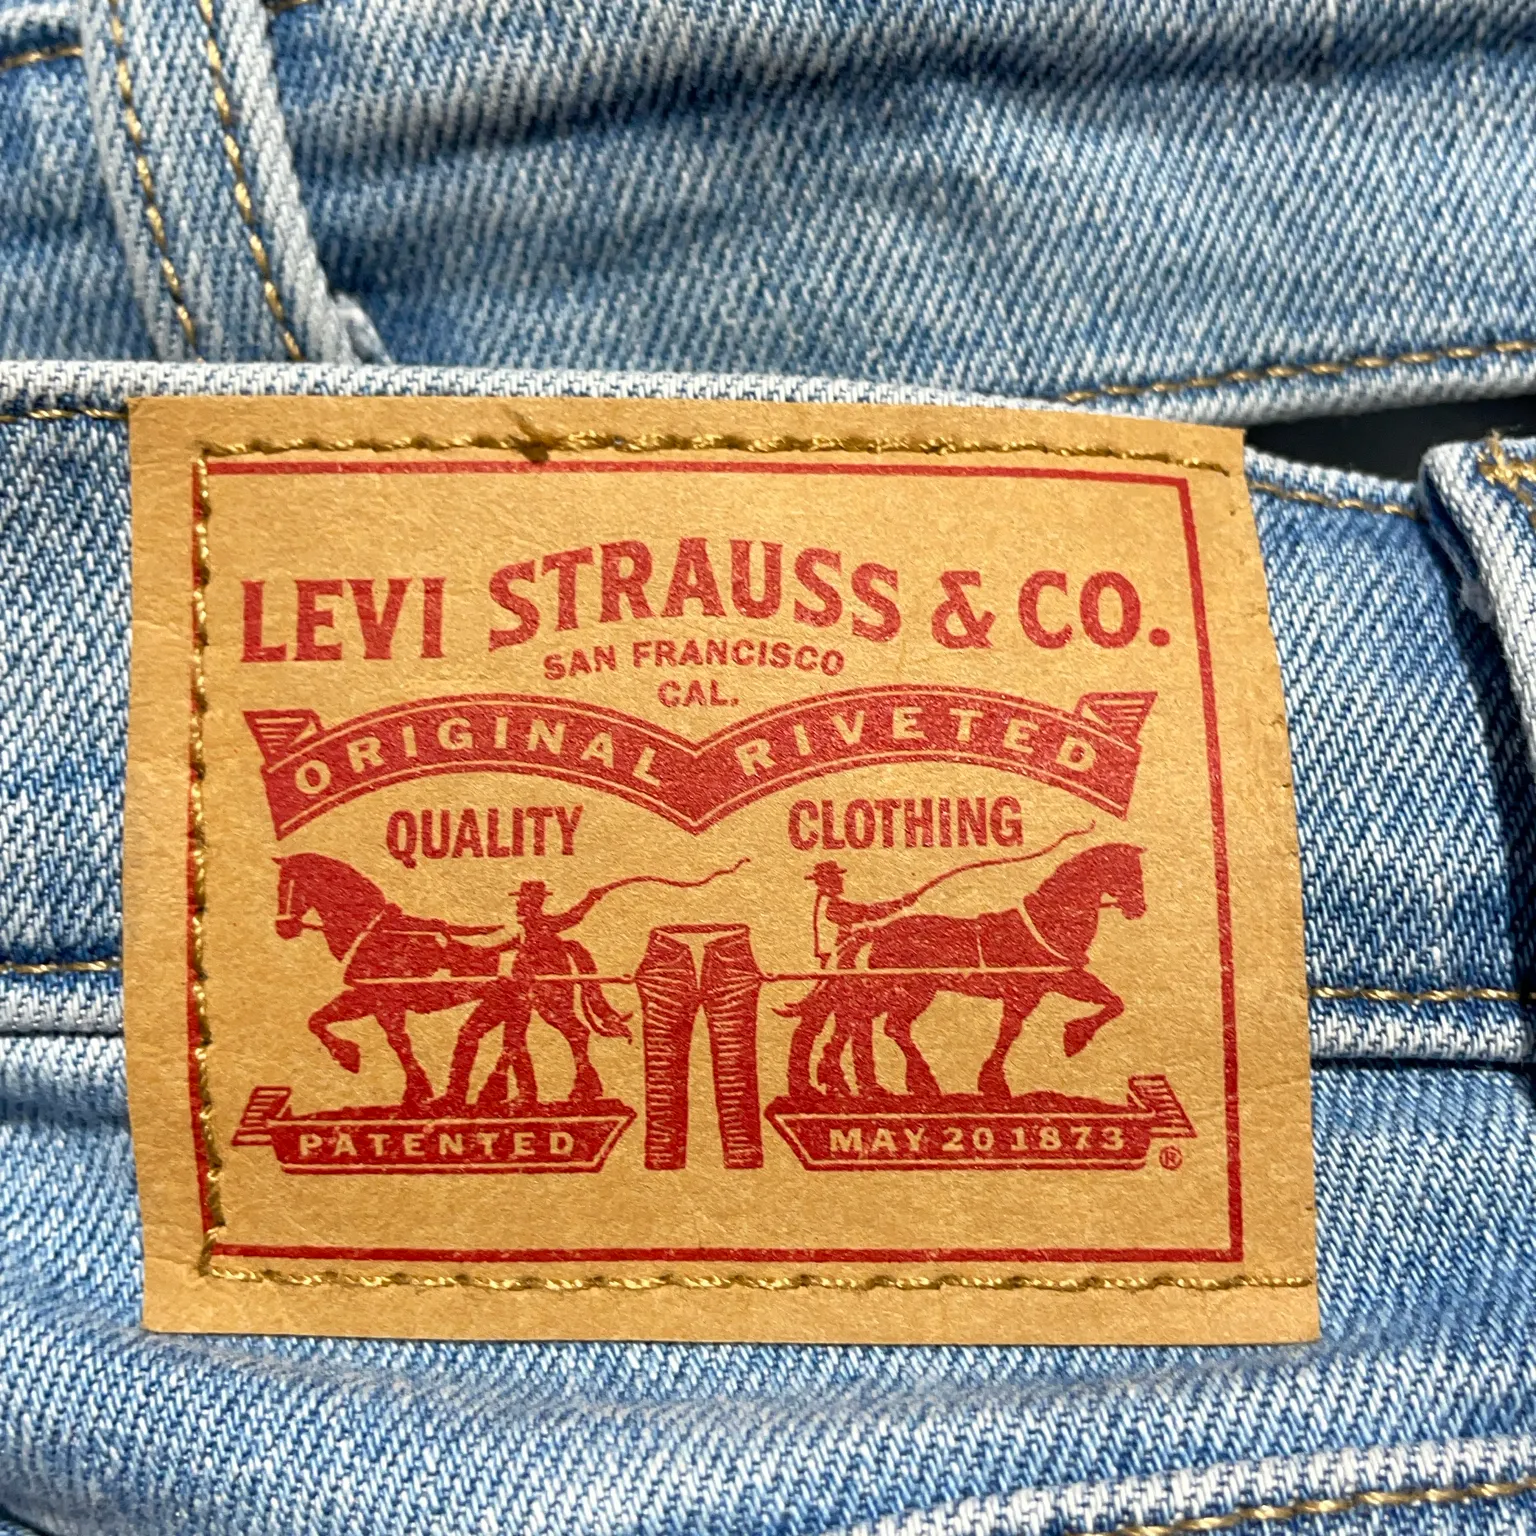 LEVI STRAUSS & CO.
SAN FRANCISCO
CAL.
ORIGINAL RIVETED
QUALITY CLOTHING
PATENTED MAY 20 1873 ®